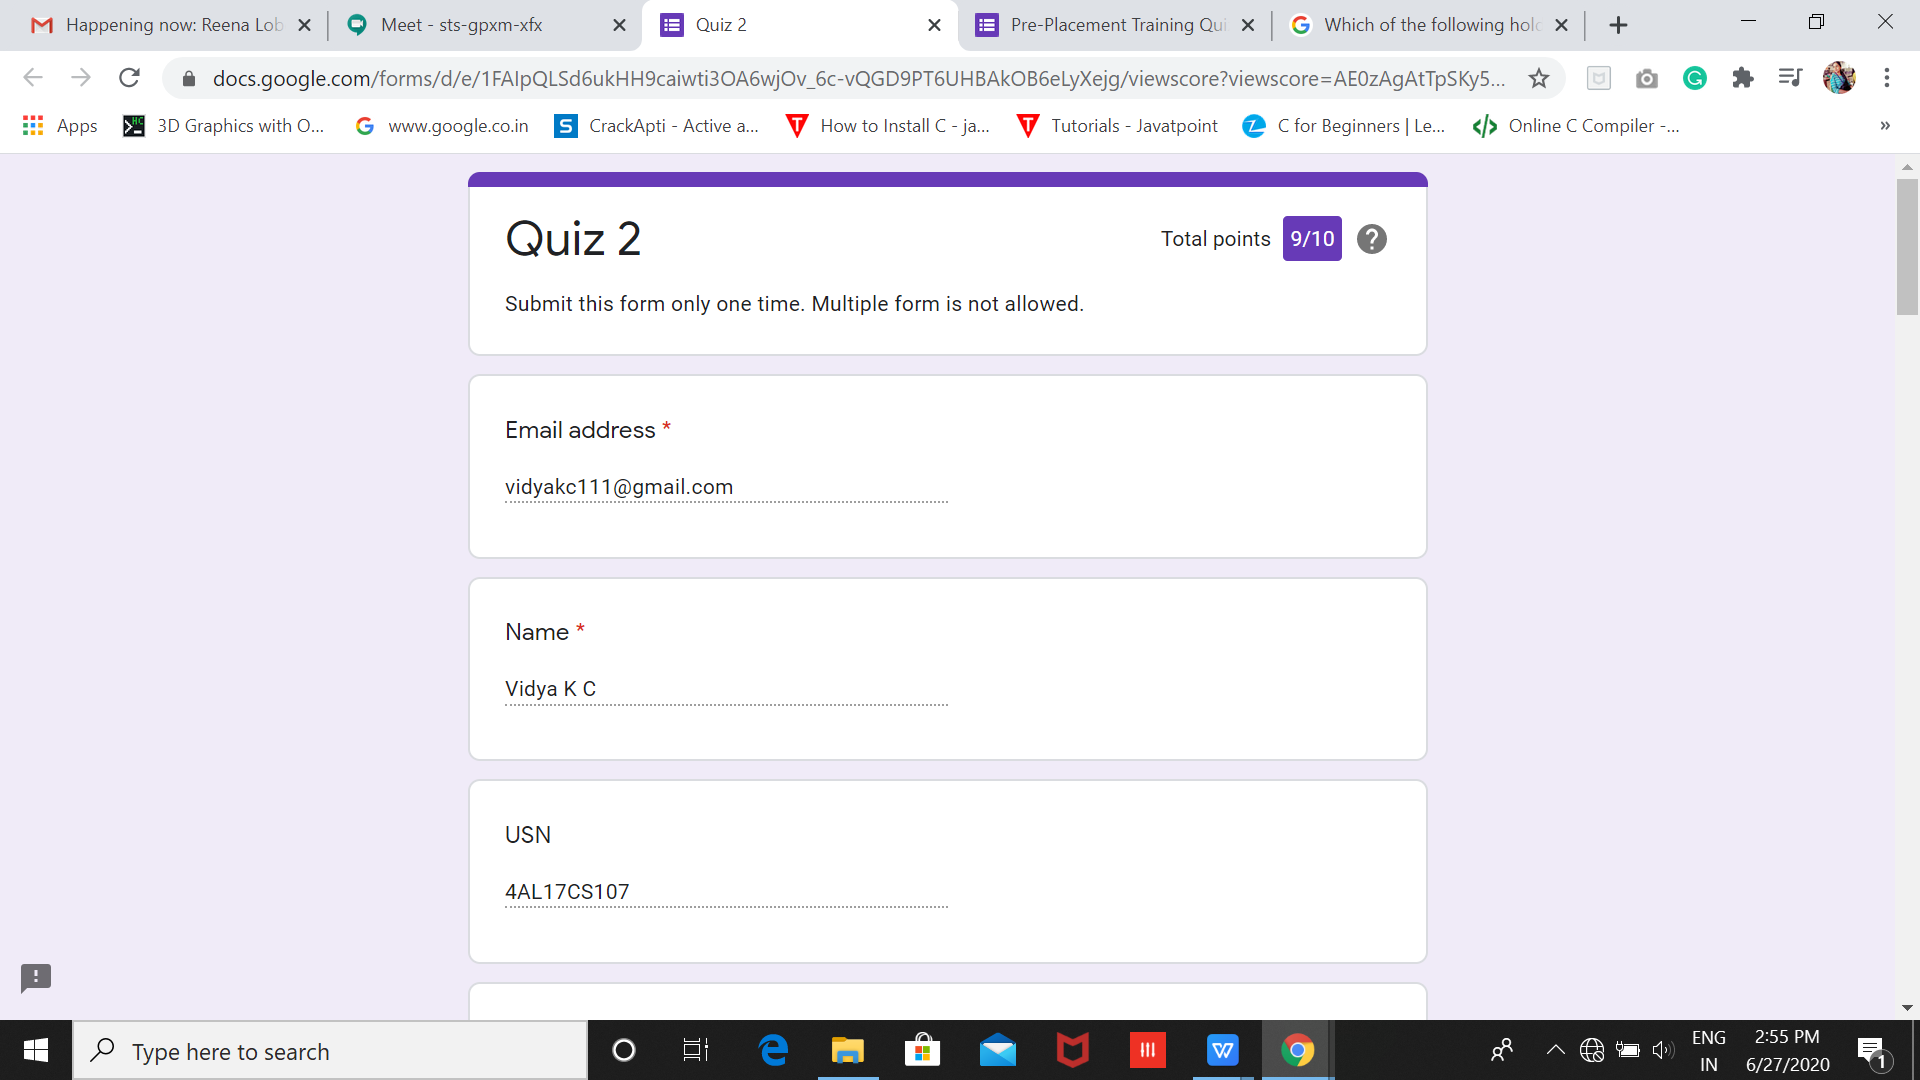 Happening now: Reena Lob
Meet - sts-gpxm-xfx
Quiz 2
Pre-Placement Training Qui
Which of the following hold
docs.google.com/forms/d/e/1FAIpQLSd6ukHH9caiwti3OA6wjOv_6c-vQGD9PT6UHBAkOB6eLyXejg/viewscore?viewscore=AE0zAgAtTpSKy5...
Apps
3D Graphics with O...
www.google.co.in
CrackApti - Active a...
How to Install C - ja...
Tutorials - Javatpoint
C for Beginners | Le...
Online C Compiler -...
»
Quiz 2
Total points 9/10
Submit this form only one time. Multiple form is not allowed.
Email address *
vidyakc111@gmail.com
Name *
Vidya K C
USN
4AL17CS107
Type here to search
ENG
IN
2:55 PM
6/27/2020
1